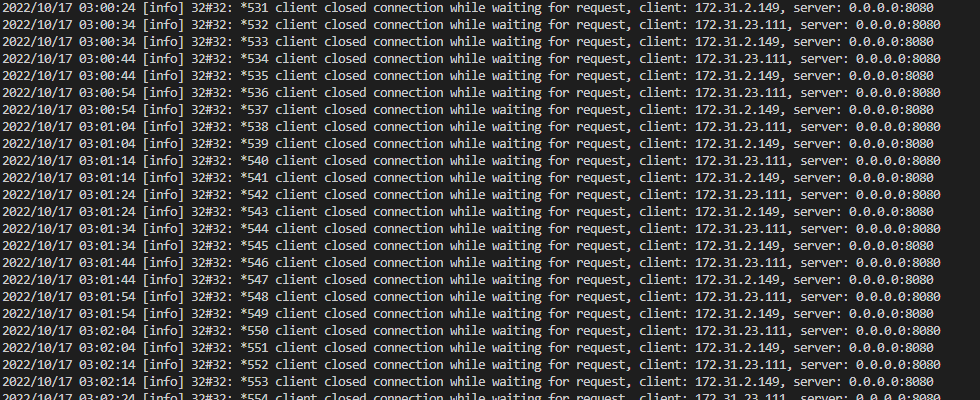 2022/10/17 03:00:24 [info] 32#32: *531 client closed connection while waiting for request, client: 172.31.2.149, server: 0.0.0.0:8080
2022/10/17 03:00:34 [info] 32#32: *532 client closed connection while waiting for request, client: 172.31.23.111, server: 0.0.0.0:8080
2022/10/17 03:00:34 [info] 32#32: *533 client closed connection while waiting for request, client: 172.31.2.149, server: 0.0.0.0:8080
2022/10/17 03:00:44 [info] 32#32: *534 client closed connection while waiting for request, client: 172.31.23.111, server: 0.0.0.0:8080
2022/10/17 03:00:44 [info] 32#32: *535 client closed connection while waiting for request, client: 172.31.2.149, server: 0.0.0.0:8080
2022/10/17 03:00:54 [info] 32#32: *536 client closed connection while waiting for request, client: 172.31.23.111, server: 0.0.0.0:8080
2022/10/17 03:00:54 [info] 32#32: *537 client closed connection while waiting for request, client: 172.31.2.149, server: 0.0.0.0:8080
2022/10/17 03:01:04 [info] 32#32: *538 client closed connection while waiting for request, client: 172.31.23.111, server: 0.0.0.0:8080
2022/10/17 03:01:04 [info] 32#32: *539 client closed connection while waiting for request, client: 172.31.2.149, server: 0.0.0.0:8080
2022/10/17 03:01:14 [info] 32#32: *540 client closed connection while waiting for request, client: 172.31.23.111, server: 0.0.0.0:8080
2022/10/17 03:01:14 [info] 32#32: *541 client closed connection while waiting for request, client: 172.31.2.149, server: 0.0.0.0:8080
2022/10/17 03:01:24 [info] 32#32: *542 client closed connection while waiting for request, client: 172.31.23.111, server: 0.0.0.0:8080
2022/10/17 03:01:24 [info] 32#32: *543 client closed connection while waiting for request, client: 172.31.2.149, server: 0.0.0.0:8080
2022/10/17 03:01:34 [info] 32#32: *544 client closed connection while waiting for request, client: 172.31.23.111, server: 0.0.0.0:8080
2022/10/17 03:01:34 [info] 32#32: *545 client closed connection while waiting for request, client: 172.31.2.149, server: 0.0.0.0:8080
2022/10/17 03:01:44 [info] 32#32: *546 client closed connection while waiting for request, client: 172.31.23.111, server: 0.0.0.0:8080
2022/10/17 03:01:44 [info] 32#32: *547 client closed connection while waiting for request, client: 172.31.2.149, server: 0.0.0.0:8080
2022/10/17 03:01:54 [info] 32#32: *548 client closed connection while waiting for request, client: 172.31.23.111, server: 0.0.0.0:8080
2022/10/17 03:01:54 [info] 32#32: *549 client closed connection while waiting for request, client: 172.31.2.149, server: 0.0.0.0:8080
2022/10/17 03:02:04 [info] 32#32: *550 client closed connection while waiting for request, client: 172.31.23.111, server: 0.0.0.0:8080
2022/10/17 03:02:04 [info] 32#32: *551 client closed connection while waiting for request, client: 172.31.2.149, server: 0.0.0.0:8080
2022/10/17 03:02:14 [info] 32#32: *552 client closed connection while waiting for request, client: 172.31.23.111, server: 0.0.0.0:8080
2022/10/17 03:02:14 [info] 32#32: *553 client closed connection while waiting for request, client: 172.31.2.149, server: 0.0.0.0:8080
2022/10/17 03:02:24 [info] 32#32: *554 client closed connection while waiting for request, client: 172.31.23.111, server: 0.0.0.0:8080